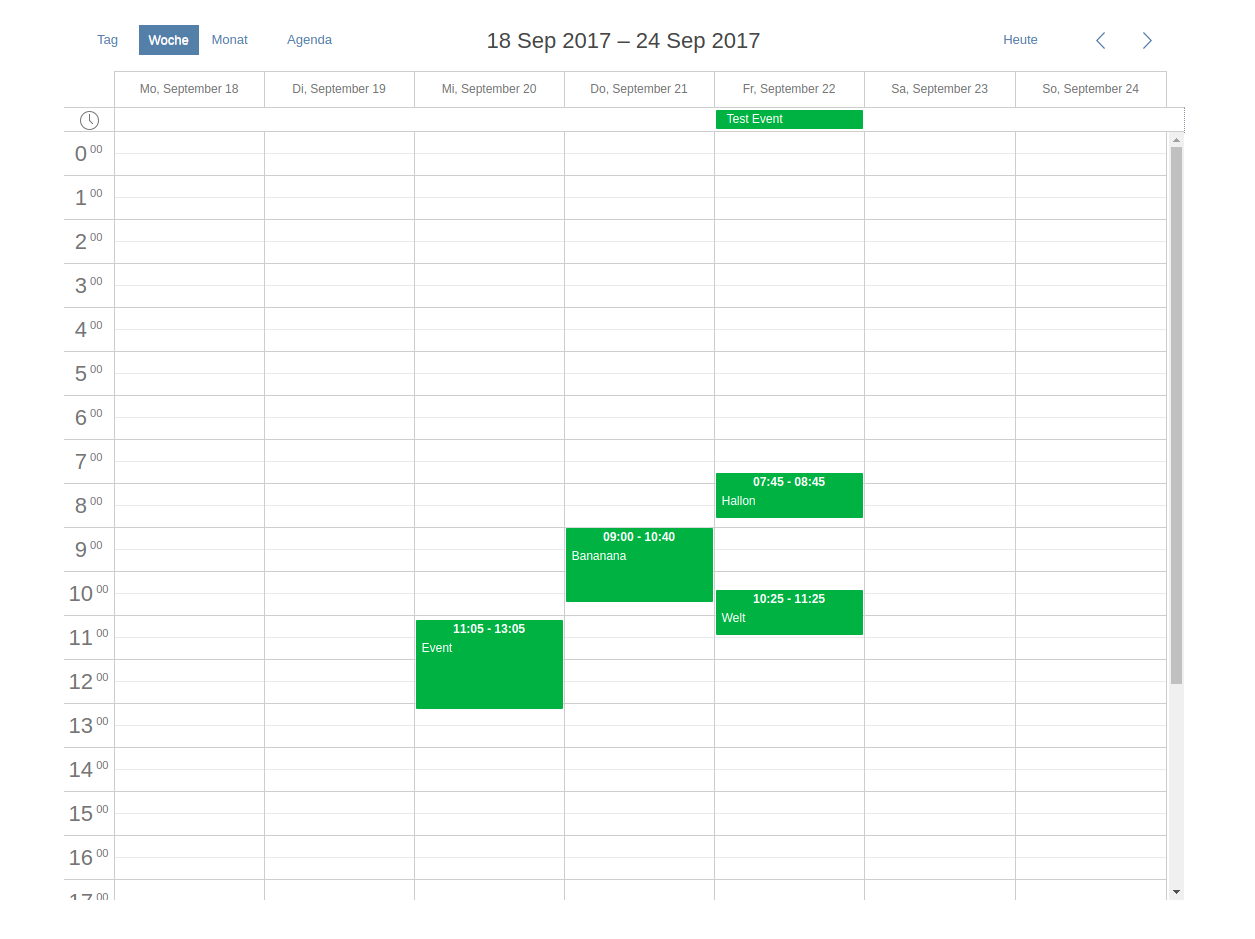 Tag Woche Monat Agenda 18 Sep 2017 – 24 Sep 2017 Heute
Mo, September 18 Di, September 19 Mi, September 20 Do, September 21 Fr, September 22 Sa, September 23 So, September 24
Test Event
0 00
1 00
2 00
3 00
4 00
5 00
6 00
7 00
07:45 - 08:45
8 00 Hallon
09:00 - 10:40
9 00 Bananana
10 00 10:25 - 11:25
Welt
11:05 - 13:05
11 00 Event
12 00
13 00
14 00
15 00
16 00
17 00